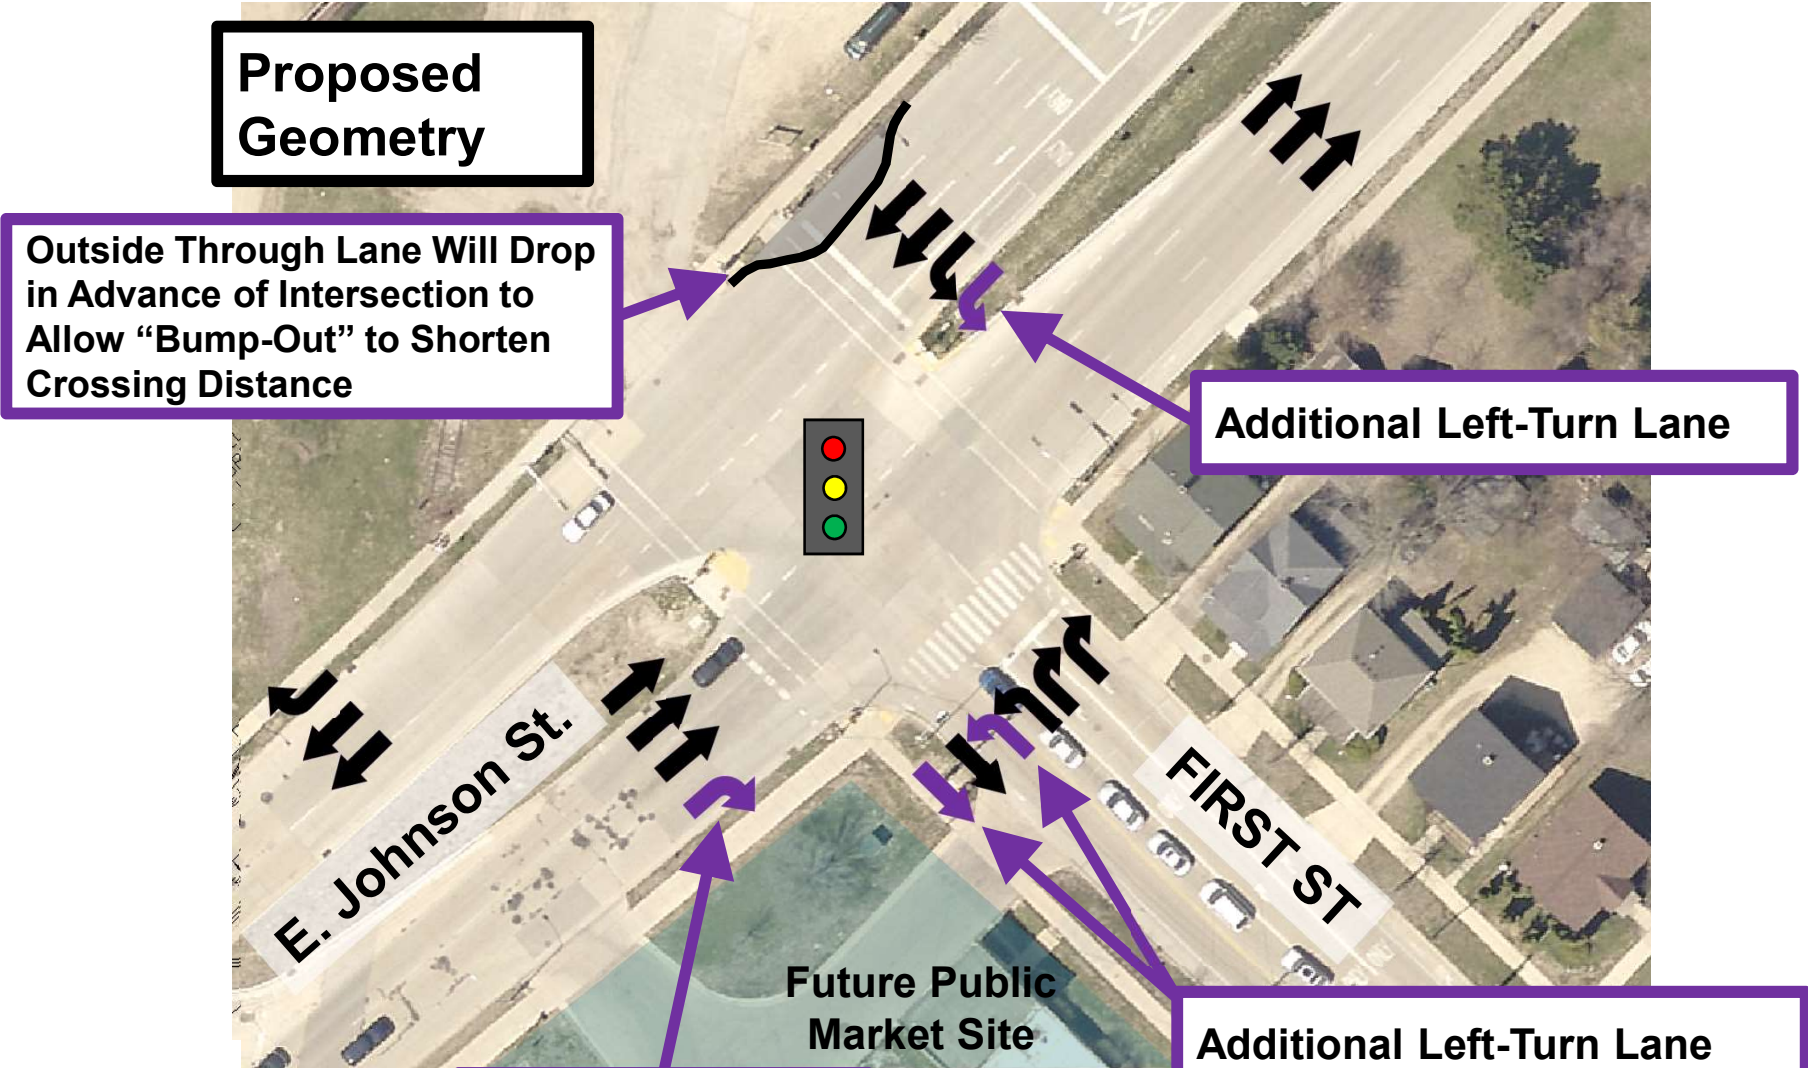 Proposed
Geometry
Outside Through Lane Will Drop
in Advance of Intersection to
Allow “Bump-Out” to Shorten
Crossing Distance
Additional Left-Turn Lane
E. Johnson St.
FIRST ST
Future Public
Market Site
Additional Left-Turn Lane